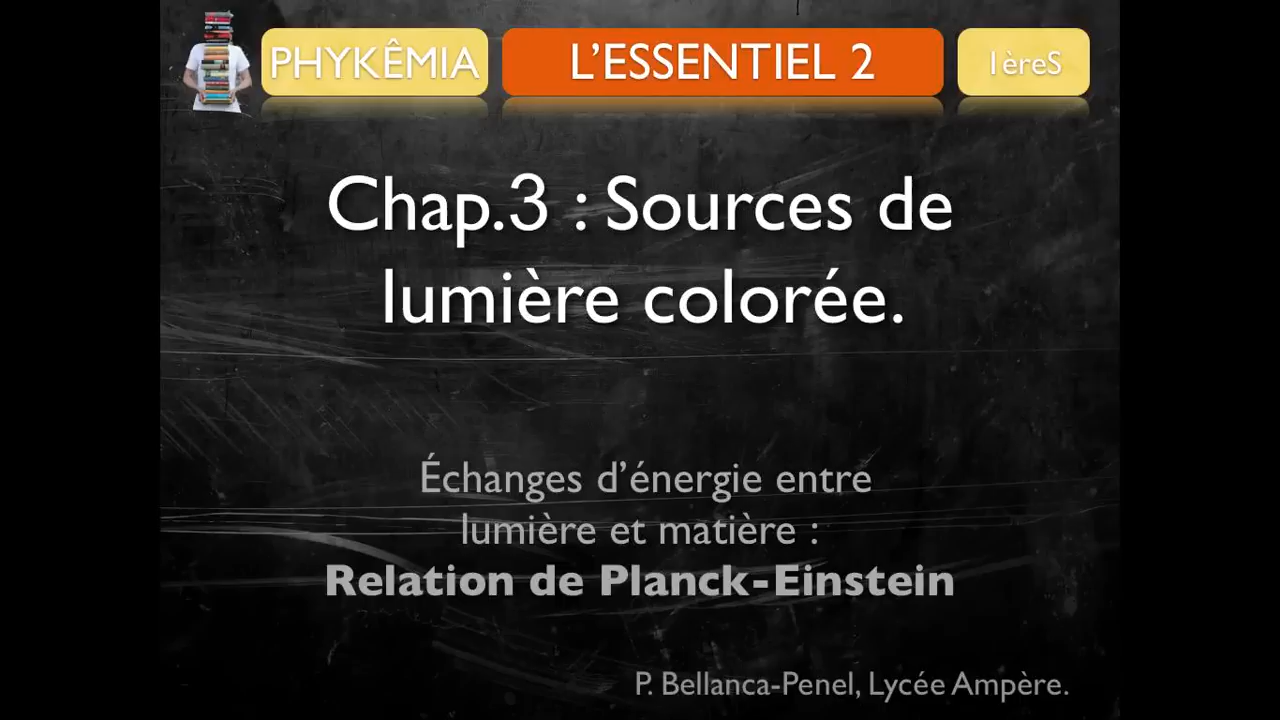 PHYKÊMIA
L'ESSENTIEL 2
1èreS
Chap.3 : Sources de
lumière colorée.
Échanges d'énergie entre
lumière et matière :
Relation de Planck-Einstein
P. Bellanca-Penel, Lycée Ampère.